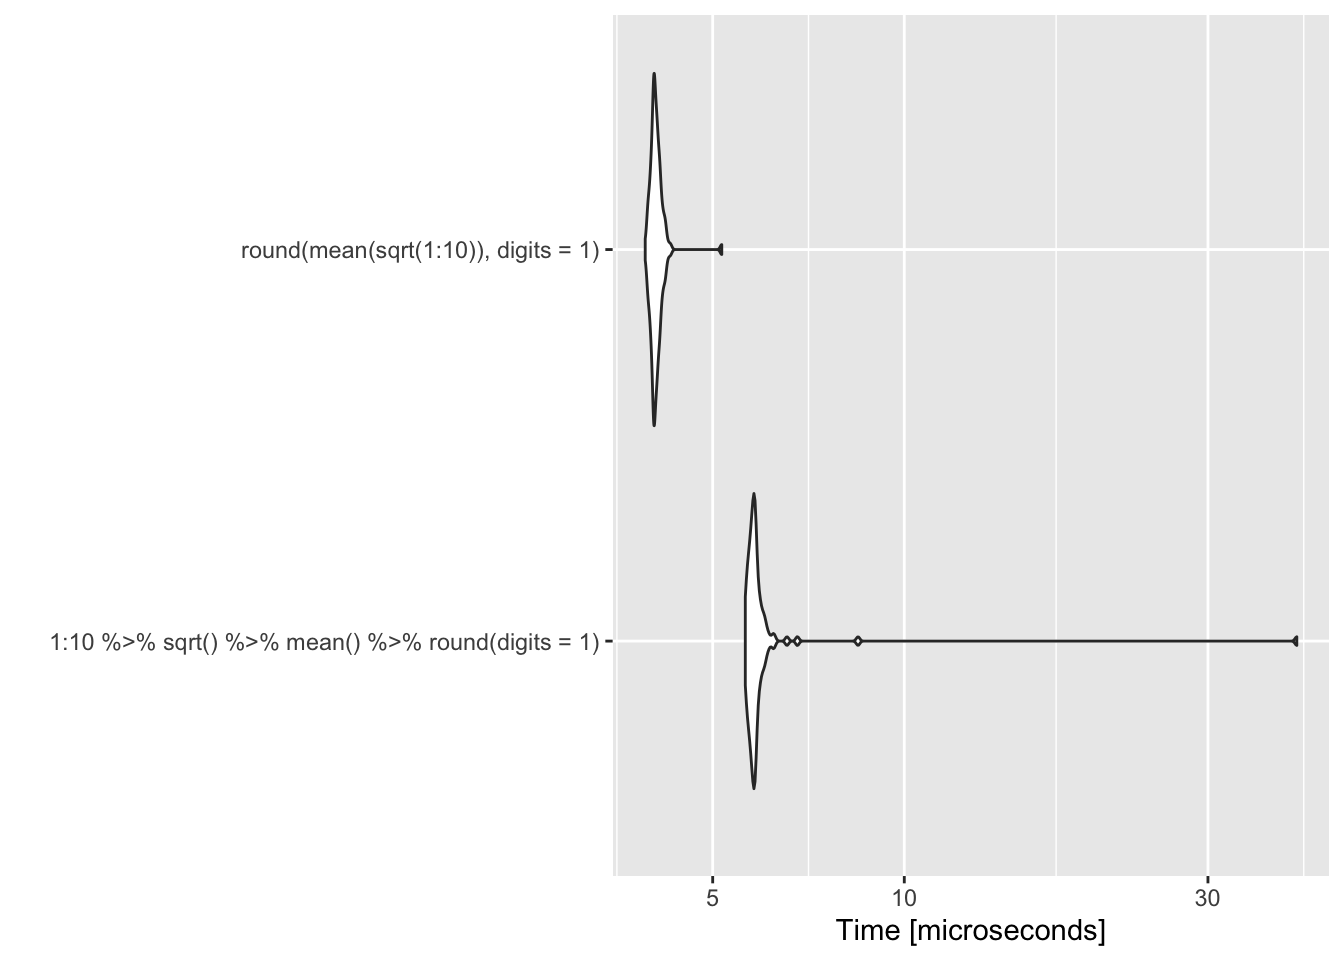 round(mean(sqrt(1:10)), digits = 1)
1:10 %>% sqrt() %>% mean() %>% round(digits = 1)
5 10 30
Time [microseconds]